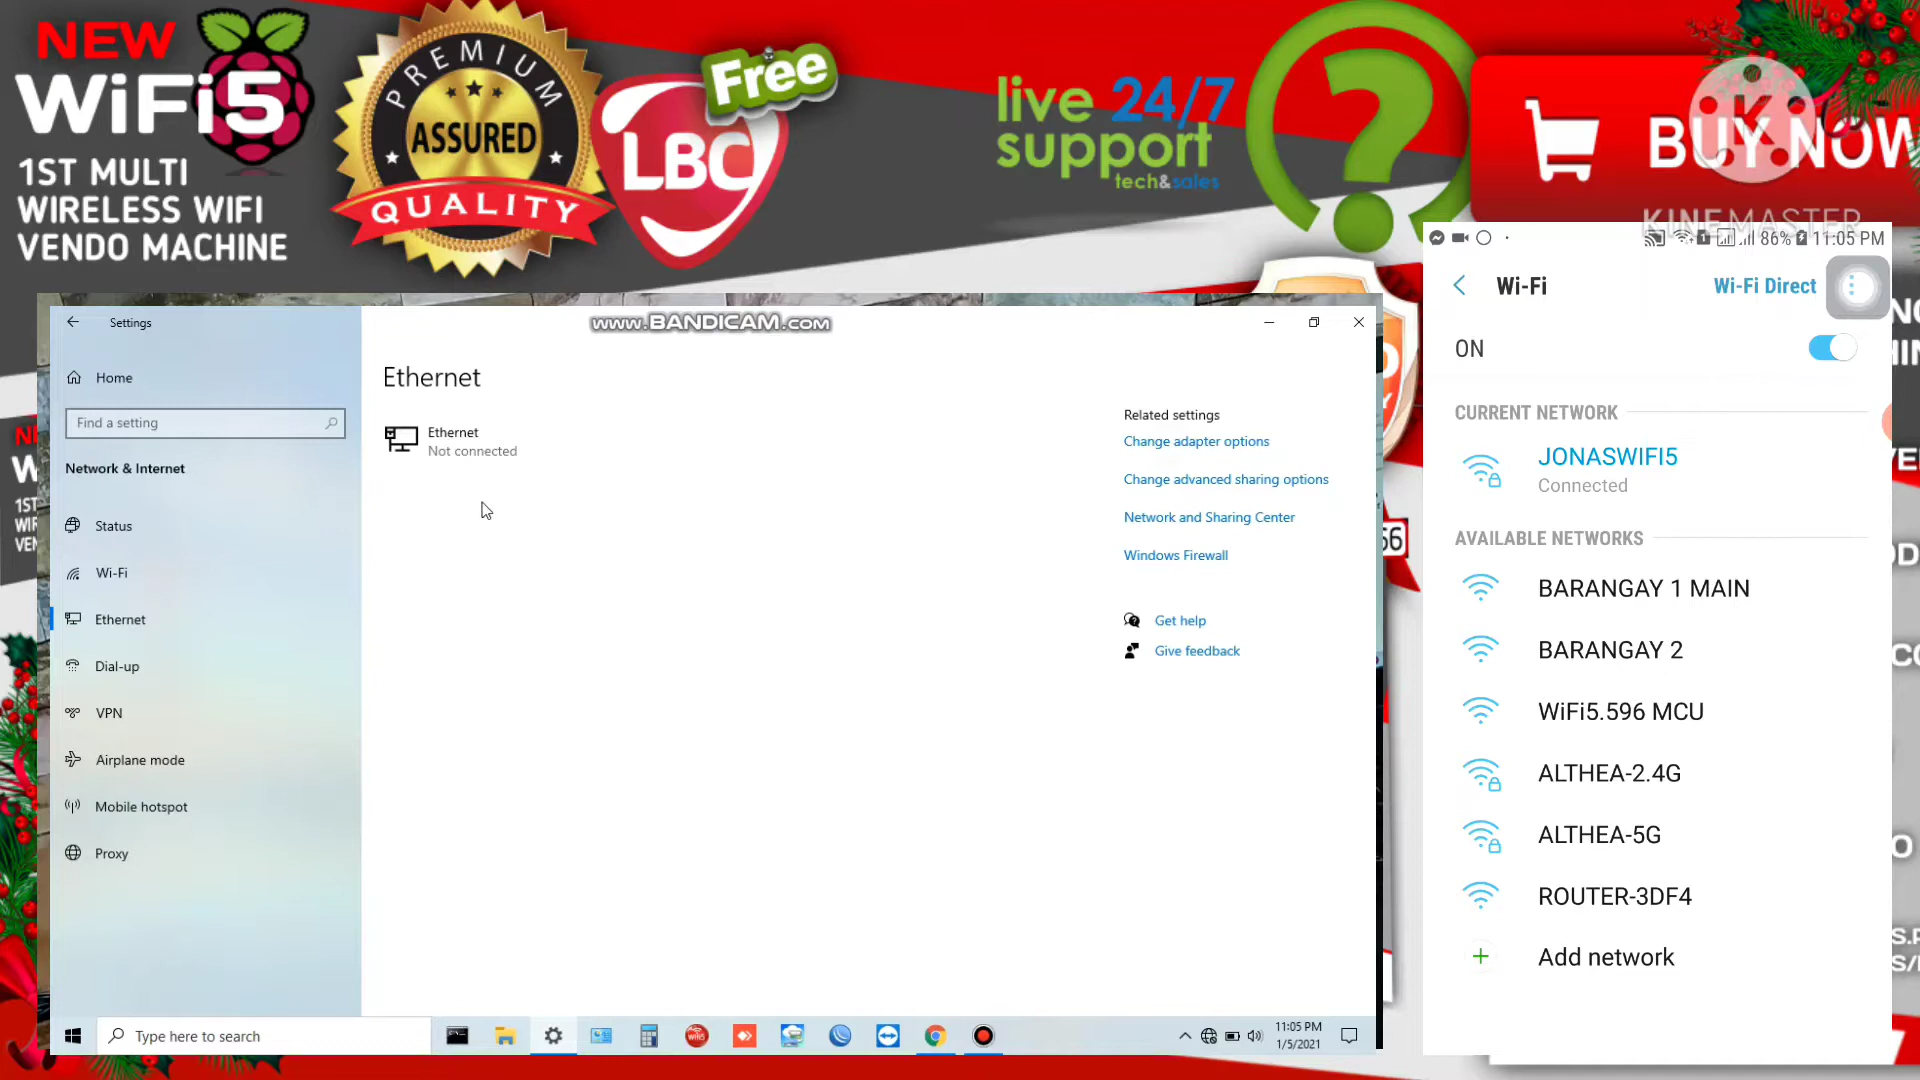 NEW
WiFi5
1ST MULTI
WIRELESS WIFI
VENDO MACHINE
PREMIUM
ASSURED
QUALITY
LBC
Free
live 24/7
support
tech&sales
BUY NOW
KINEMASTER
Settings
www.BANDICAM.com
Home
Find a setting
Network & Internet
Status
Wi-Fi
Ethernet
Dial-up
VPN
Airplane mode
Mobile hotspot
Proxy
Ethernet
Ethernet
Not connected
Related settings
Change adapter options
Change advanced sharing options
Network and Sharing Center
Windows Firewall
Get help
Give feedback
Type here to search
11:05 PM
1/5/2021
86% 11:05 PM
Wi-Fi
Wi-Fi Direct
ON
CURRENT NETWORK
JONASWIFI5
Connected
AVAILABLE NETWORKS
BARANGAY 1 MAIN
BARANGAY 2
WiFi5.596 MCU
ALTHEA-2.4G
ALTHEA-5G
ROUTER-3DF4
Add network